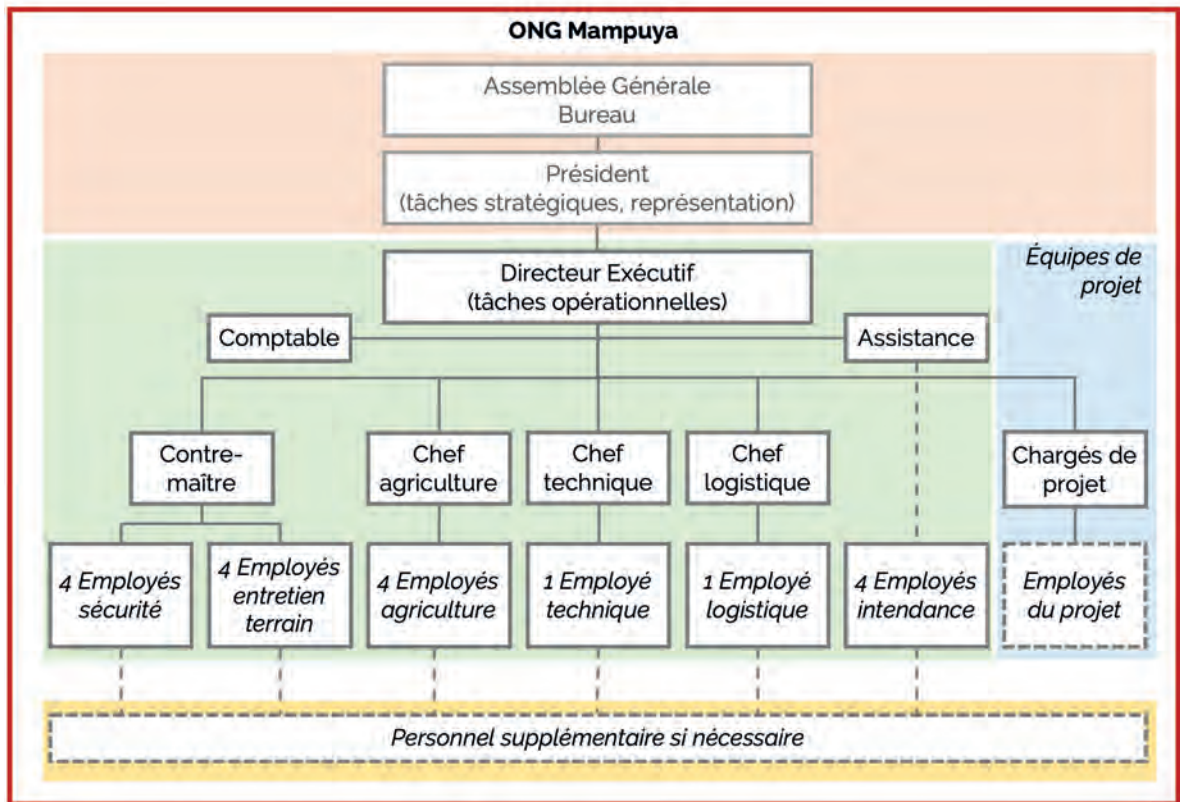 ONG Mampuya
Assemblée Générale
Bureau
Président
(tâches stratégiques, représentation)
Directeur Exécutif
(tâches opérationnelles)
Équipes de
projet
Comptable
Assistance
Contre-
maître
Chef
agriculture
Chef
technique
Chef
logistique
Chargés de
projet
4 Employés
sécurité
4 Employés
entretien
terrain
4 Employés
agriculture
1 Employé
technique
1 Employé
logistique
4 Employés
intendance
Employés
du projet
Personnel supplémentaire si nécessaire